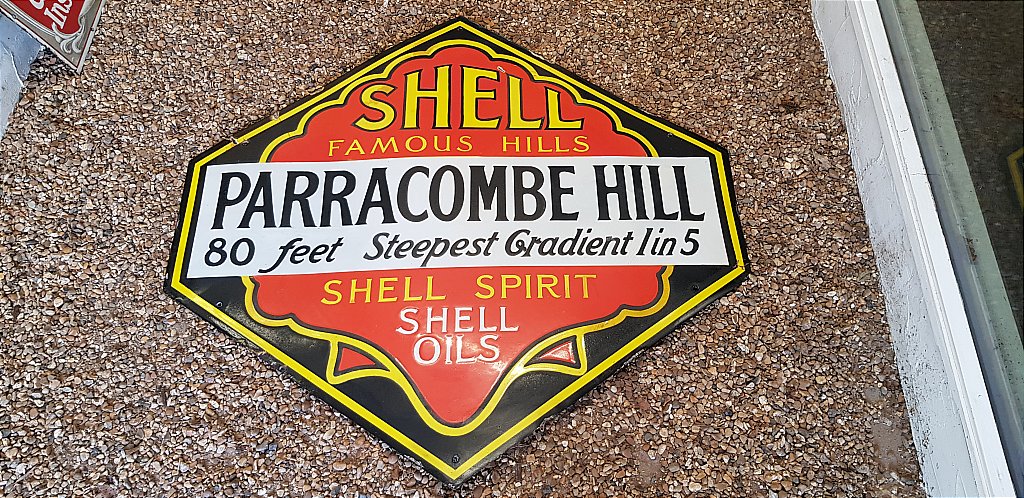 SHELL
FAMOUS HILLS
PARRACOMBE HILL
80 feet Steepest Gradient 1 in 5
SHELL SPIRIT
SHELL
OILS